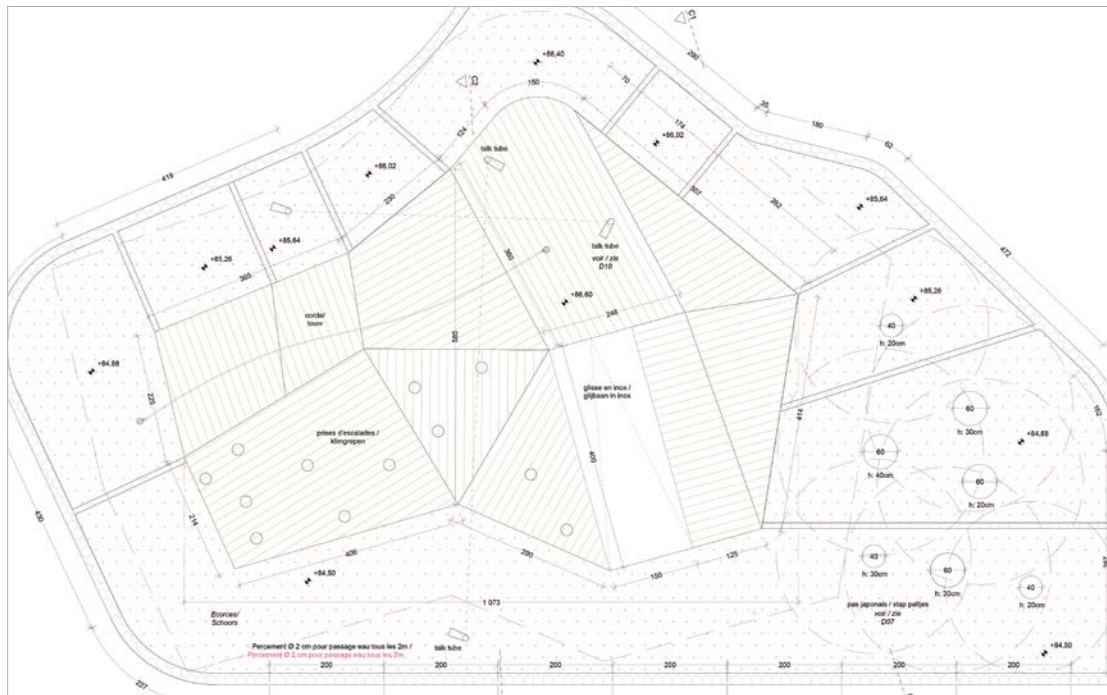 C1
290
+86,40
C2
70
150
35
180
174
+86,02
62
124
talk tube
+86,02
419
230
507
262
+85,64
+85,64
+85,26
365
360
talk tube
voir / zie
D10
472
+85,26
corde/
touw
+86,60
246
40
h: 20cm
585
+84,88
225
glisse en inox /
glijbaan in inox
60
h: 30cm
162
414
prises d'escalades /
klimgrepen
+84,88
60
h: 40cm
400
60
h: 20cm
430
214
406
290
125
150
+84,50
40
h: 30cm
60
h: 30cm
40
h: 20cm
1 073
pas japonais / stap paltjes
voir / zie
D07
Ecorces/
Schoors
talk tube
+84,50
Percement Ø 2 cm pour passage eau tous les 2m /
Percement Ø 2 cm pour passage eau tous les 2m
200
200
200
200
200
200
200
227